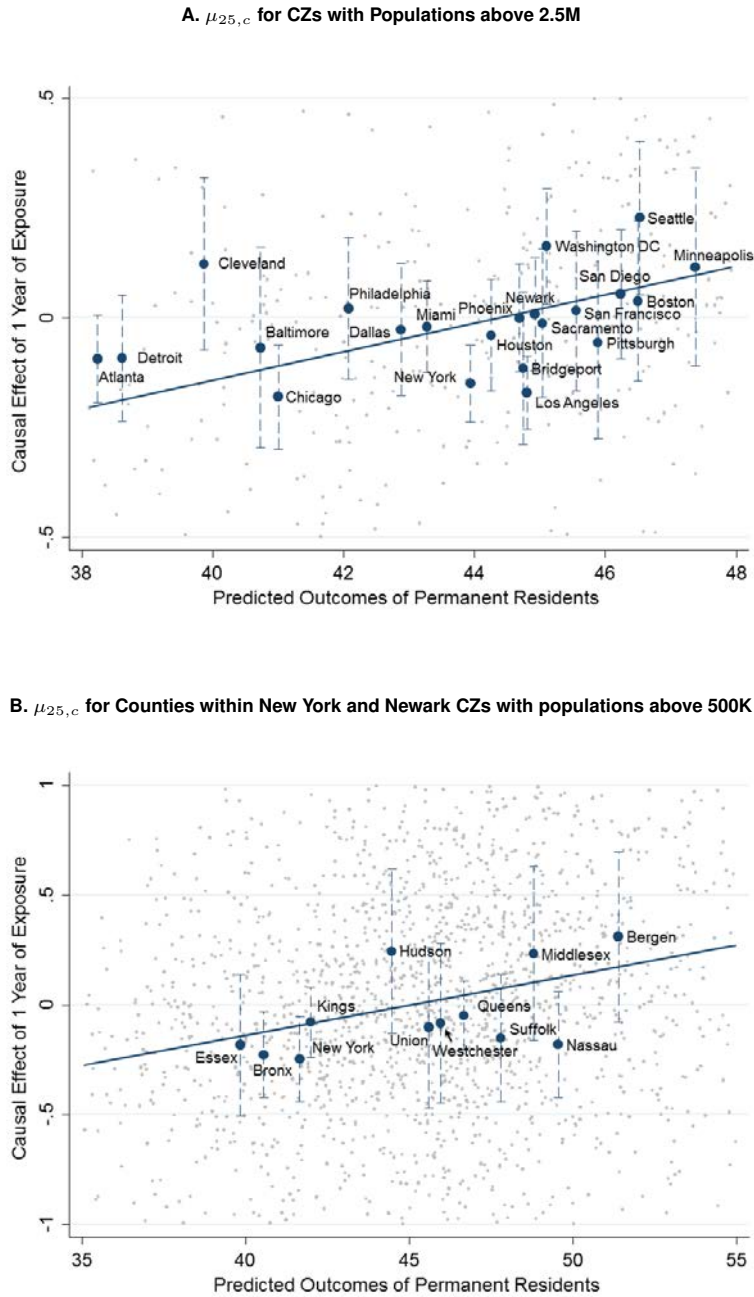 A. μ25,c for CZs with Populations above 2.5M
Causal Effect of 1 Year of Exposure
.5
0
-.5
Seattle
Washington DC
Minneapolis
Cleveland
San Diego
Philadelphia
Newark
Boston
Phoenix
Miami
San Francisco
Baltimore
Dallas
Sacramento
Houston
Pittsburgh
Detroit
Atlanta
New York
Bridgeport
Chicago
Los Angeles
38 40 42 44 46 48
Predicted Outcomes of Permanent Residents
B. μ25,c for Counties within New York and Newark CZs with populations above 500K
Causal Effect of 1 Year of Exposure
1
.5
0
-.5
-1
Bergen
Hudson
Middlesex
Kings
Queens
Suffolk
Union
New York
Westchester
Nassau
Essex
Bronx
35 40 45 50 55
Predicted Outcomes of Permanent Residents